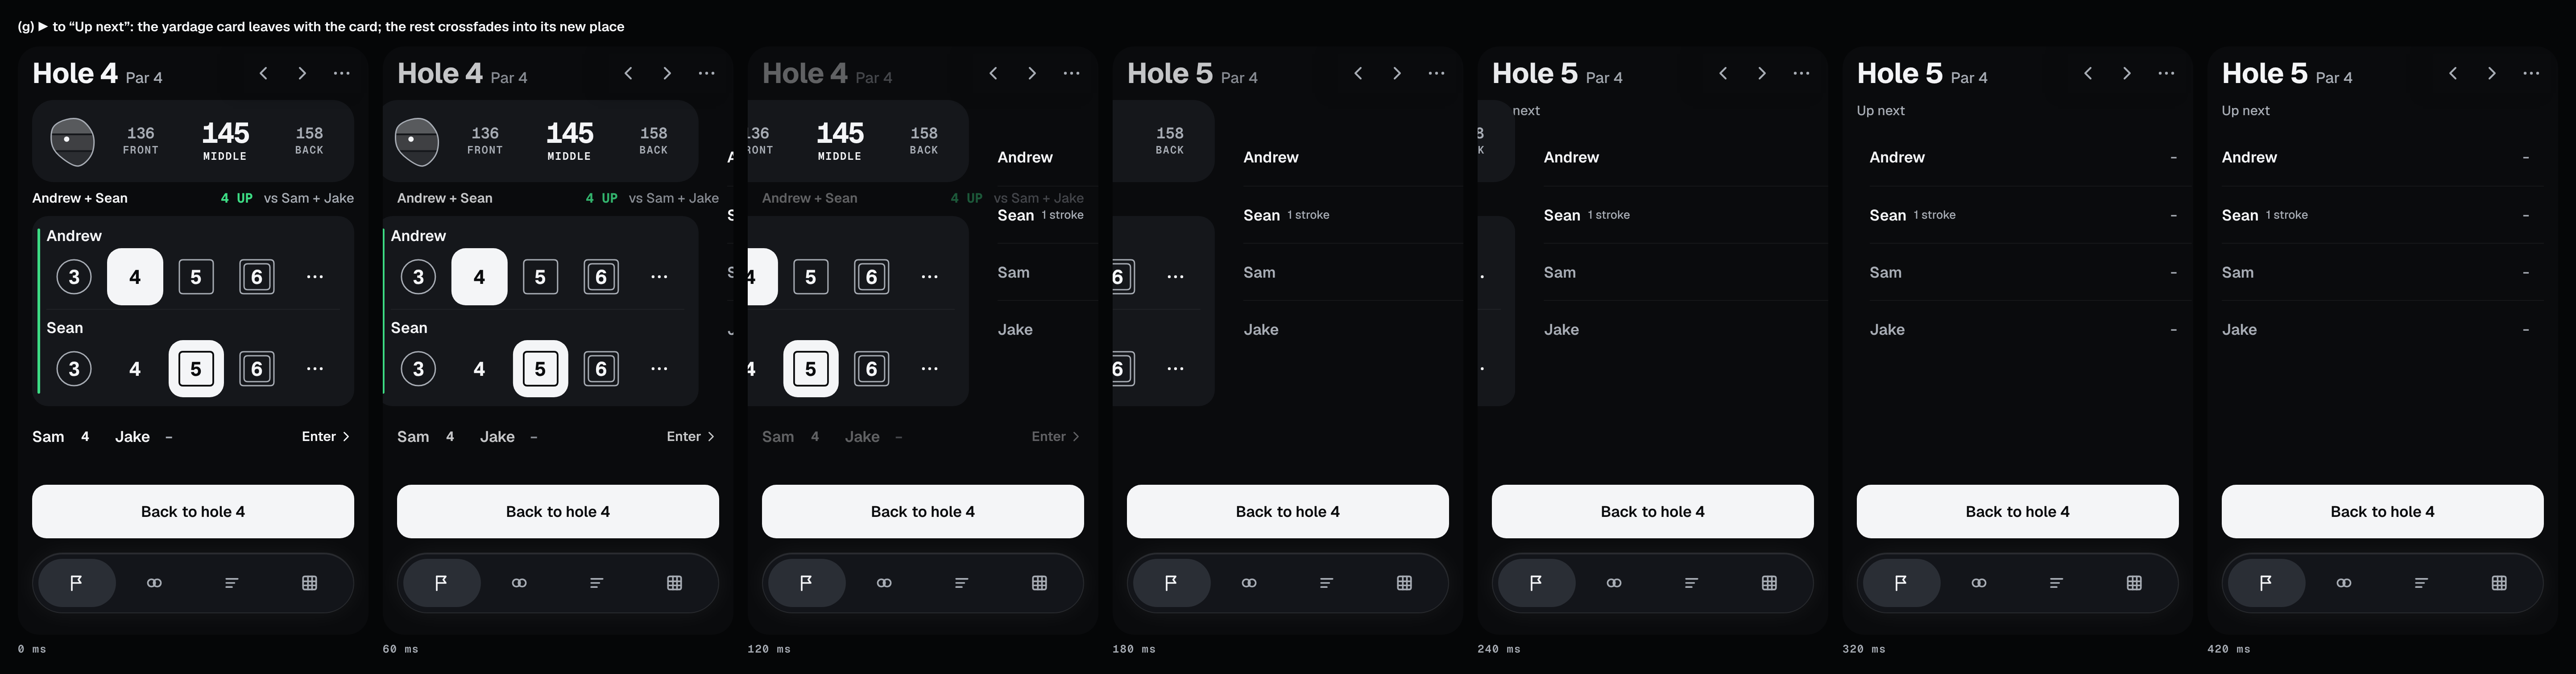 (g) ▶ to “Up next”: the yardage card leaves with the card; the rest crossfades into its new place
Hole 4 Par 4
136 145 158
FRONT MIDDLE BACK
Andrew + Sean 4 UP vs Sam + Jake
Andrew
3 4 5 6 ...
Sean
3 4 5 6 ...
Sam 4 Jake – Enter >
Back to hole 4
0 ms
Hole 4 Par 4
136 145 158
FRONT MIDDLE BACK
Andrew + Sean 4 UP vs Sam + Jake
Andrew
3 4 5 6 ...
Sean
3 4 5 6 ...
Sam 4 Jake – Enter >
Back to hole 4
60 ms
Hole 4 Par 4
36 145 158
RONT MIDDLE BACK
Andrew
Andrew + Sean 4 UP vs Sam + Jake
Sean 1 stroke
4 5 6 ...
Sam
Jake
4 5 6 ...
Sam 4 Jake – Enter >
Back to hole 4
120 ms
Hole 5 Par 4
158
BACK
Andrew
Sean 1 stroke
6 ...
Sam
Jake
6 ...
Back to hole 4
180 ms
Hole 5 Par 4
next
8
K
Andrew
Sean 1 stroke
Sam
Jake
Back to hole 4
240 ms
Hole 5 Par 4
Up next
Andrew –
Sean 1 stroke –
Sam –
Jake –
Back to hole 4
320 ms
Hole 5 Par 4
Up next
Andrew –
Sean 1 stroke –
Sam –
Jake –
Back to hole 4
420 ms